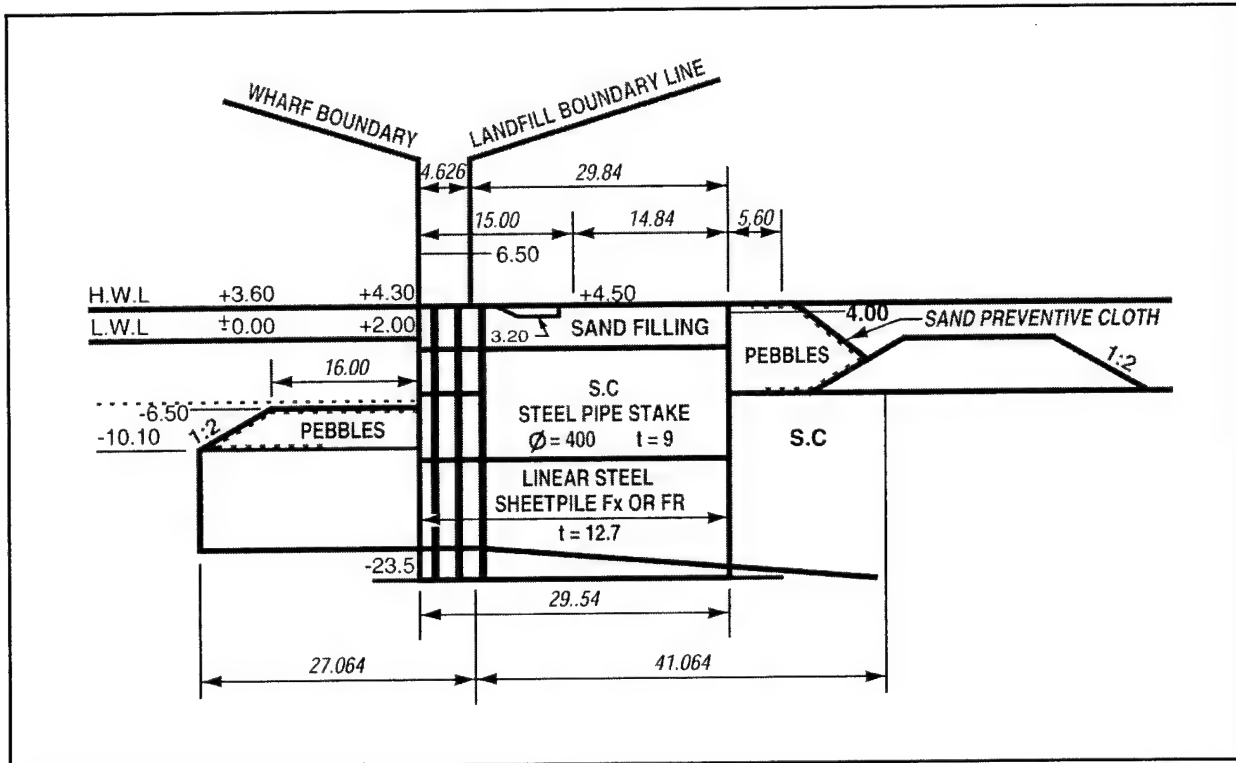 WHARF BOUNDARY
LANDFILL BOUNDARY LINE
4.626
29.84
15.00
14.84
5.60
6.50
H.W.L +3.60 +4.30
+4.50
L.W.L ±0.00 +2.00
3.20
SAND FILLING
4.00
SAND PREVENTIVE CLOTH
PEBBLES
1:2
16.00
-6.50
-10.10
1:2
PEBBLES
S.C
STEEL PIPE STAKE
Ø = 400 t = 9
S.C
LINEAR STEEL
SHEETPILE Fx OR FR
t = 12.7
-23.5
29..54
27.064
41.064